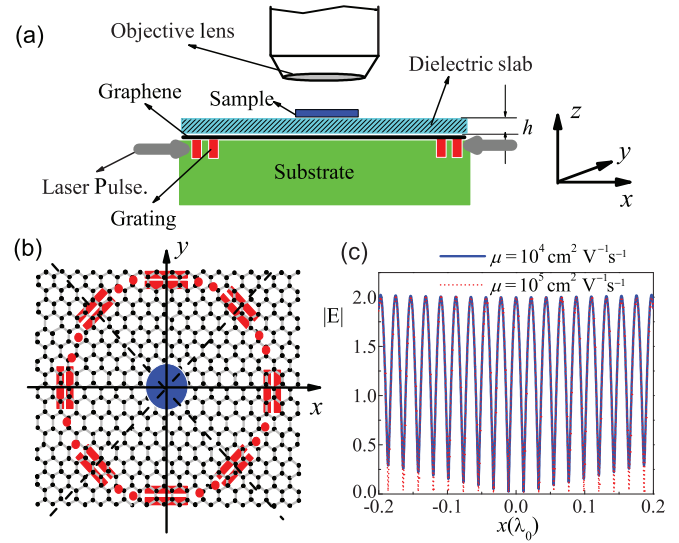 (a)
Objective lens
Dielectric slab
Graphene
Sample
h
z
y
x
Laser Pulse.
Substrate
Grating
(b)
y
x
(c)
μ = 10⁴ cm² V⁻¹s⁻¹
μ = 10⁵ cm² V⁻¹s⁻¹
|E|
2.0
1.5
1.0
0.5
0.0
-0.2 -0.1 0.0 0.1 0.2
x(λ₀)